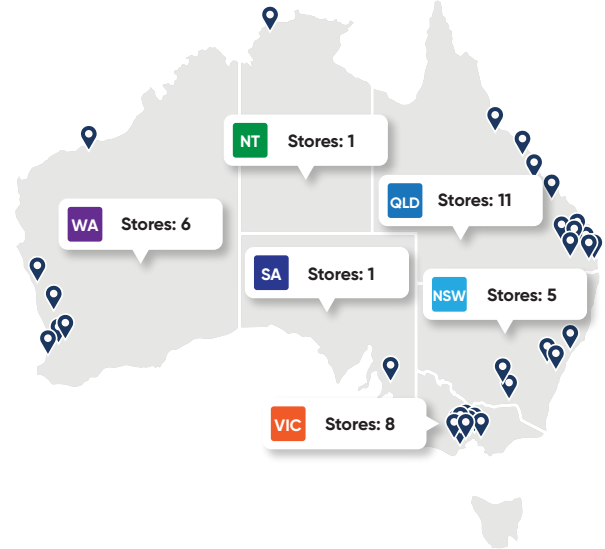 NT Stores: 1
QLD Stores: 11
WA Stores: 6
SA Stores: 1
NSW Stores: 5
VIC Stores: 8